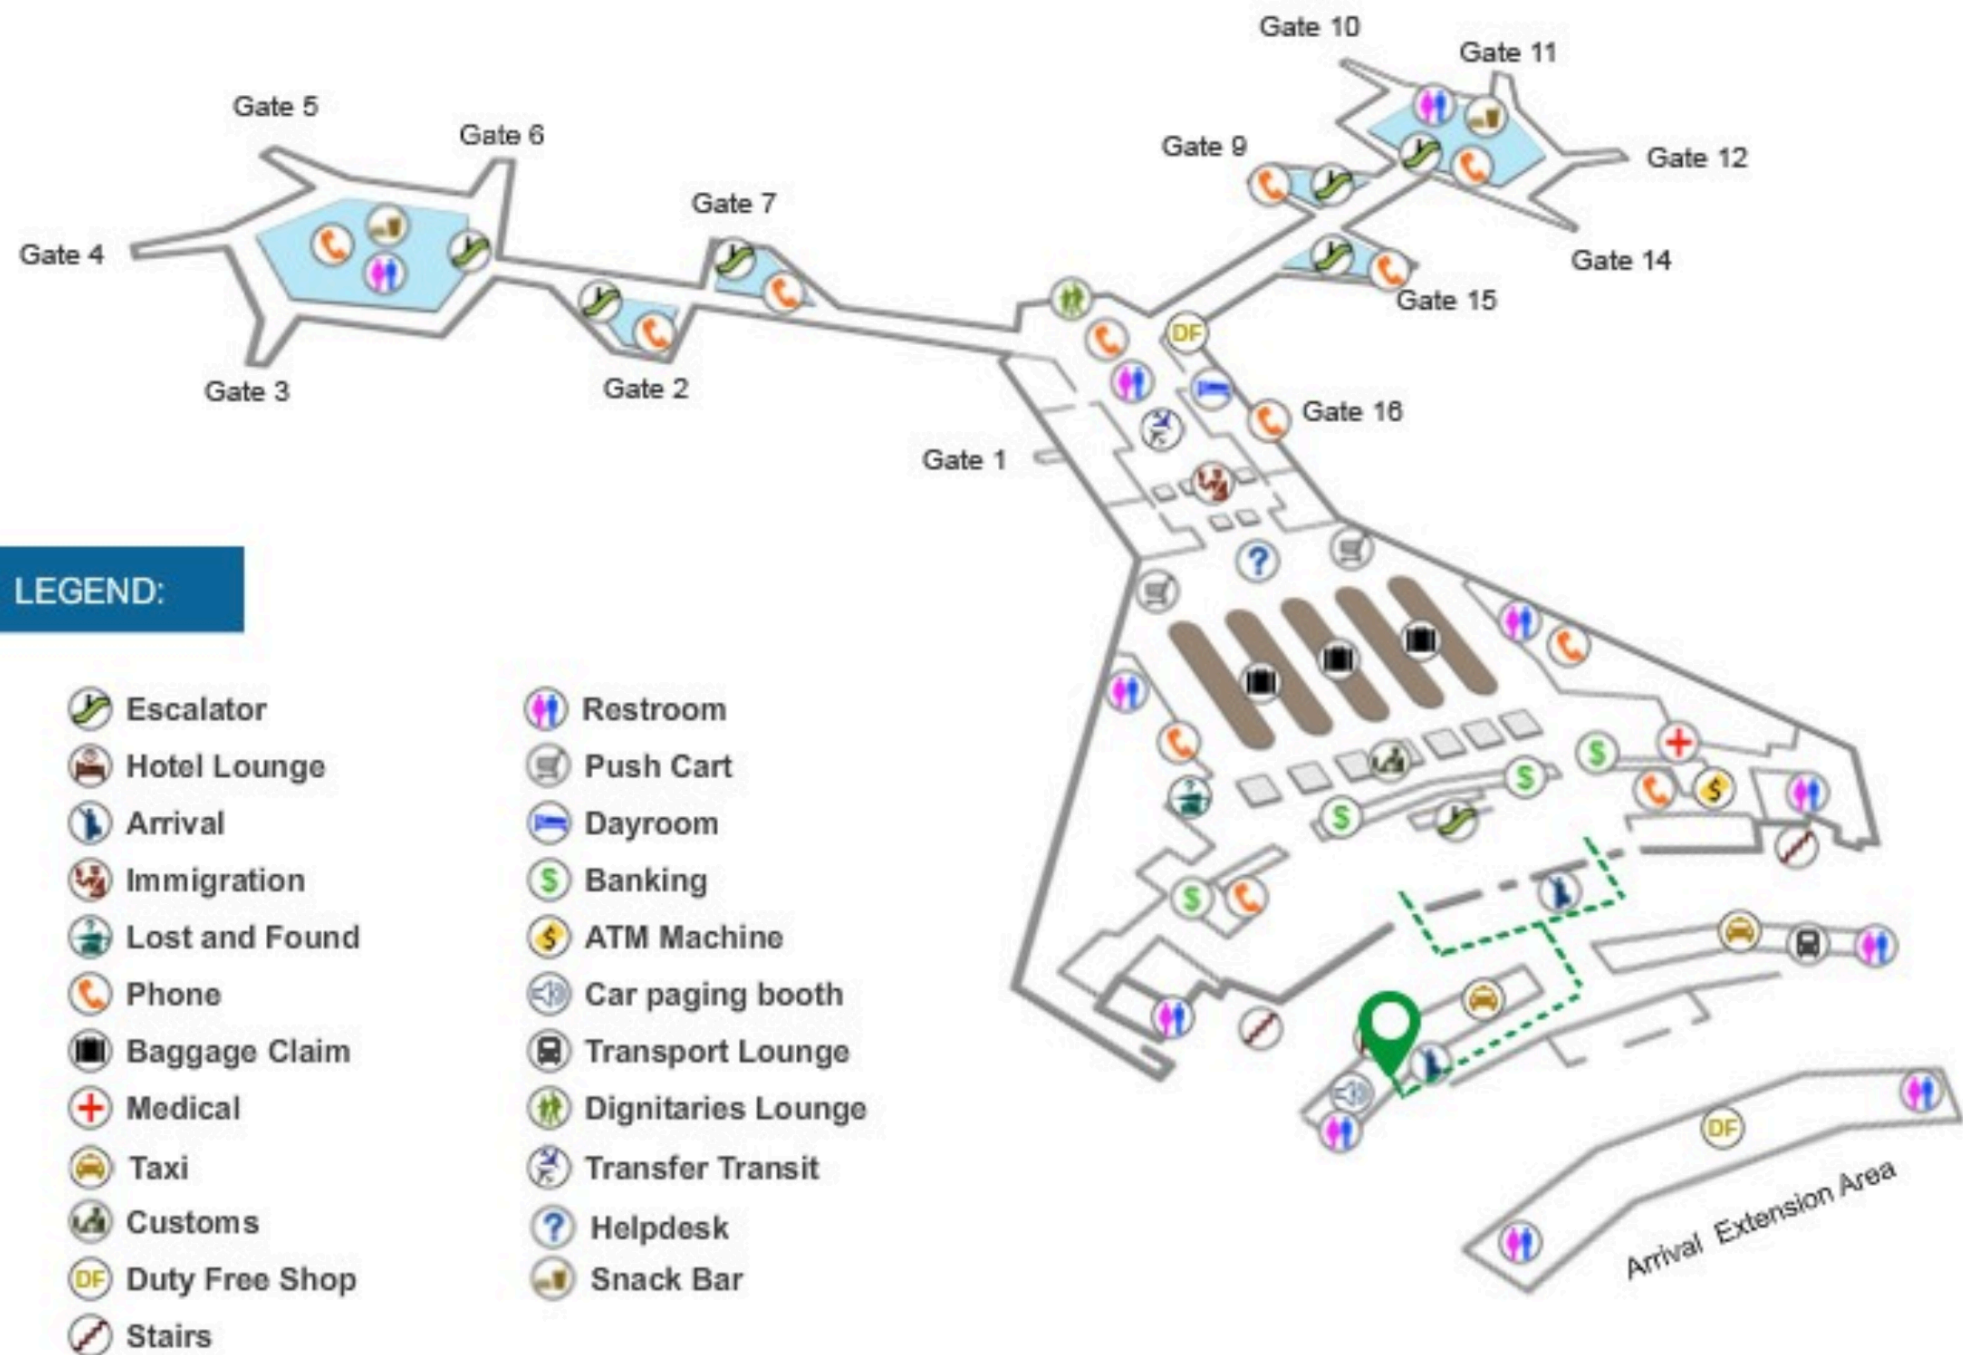 Gate 10
Gate 11
Gate 5
Gate 6
Gate 9
Gate 12
Gate 7
Gate 4
Gate 14
Gate 15
Gate 3
Gate 2
DF
Gate 16
Gate 1
LEGEND:
Escalator
Hotel Lounge
Arrival
Immigration
Lost and Found
Phone
Baggage Claim
Medical
Taxi
Customs
DF Duty Free Shop
Stairs
Restroom
Push Cart
Dayroom
$ Banking
$ ATM Machine
Car paging booth
Transport Lounge
Dignitaries Lounge
Transfer Transit
? Helpdesk
Snack Bar
?
$
$
$
$
$
DF
Arrival Extension Area